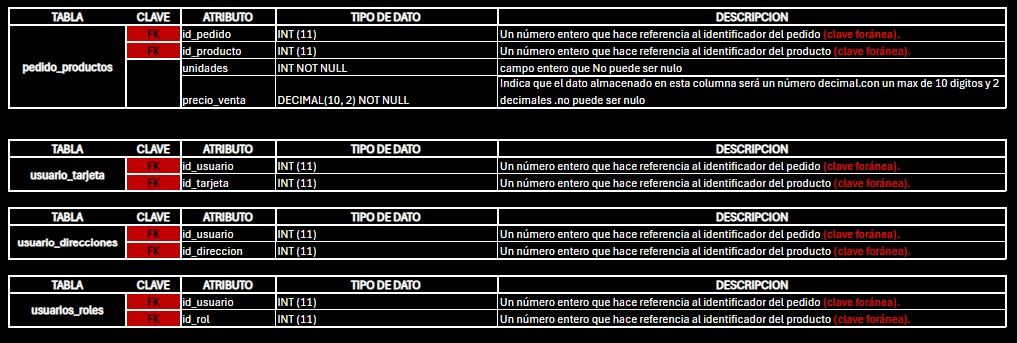 TABLA CLAVE ATRIBUTO TIPO DE DATO DESCRIPCION
pedido_productos FK id_pedido INT (11) Un número entero que hace referencia al identificador del pedido (clave foránea).
FK id_producto INT (11) Un número entero que hace referencia al identificador del producto (clave foránea).
unidades INT NOT NULL campo entero que No puede ser nulo
precio_venta DECIMAL(10, 2) NOT NULL Indica que el dato almacenado en esta columna será un número decimal.con un max de 10 digitos y 2
decimales .no puede ser nulo
TABLA CLAVE ATRIBUTO TIPO DE DATO DESCRIPCION
usuario_tarjeta FK id_usuario INT (11) Un número entero que hace referencia al identificador del pedido (clave foránea).
FK id_tarjeta INT (11) Un número entero que hace referencia al identificador del producto (clave foránea).
TABLA CLAVE ATRIBUTO TIPO DE DATO DESCRIPCION
usuario_direcciones FK id_usuario INT (11) Un número entero que hace referencia al identificador del pedido (clave foránea).
FK id_direccion INT (11) Un número entero que hace referencia al identificador del producto (clave foránea).
TABLA CLAVE ATRIBUTO TIPO DE DATO DESCRIPCION
usuarios_roles FK id_usuario INT (11) Un número entero que hace referencia al identificador del pedido (clave foránea).
FK id_rol INT (11) Un número entero que hace referencia al identificador del producto (clave foránea).